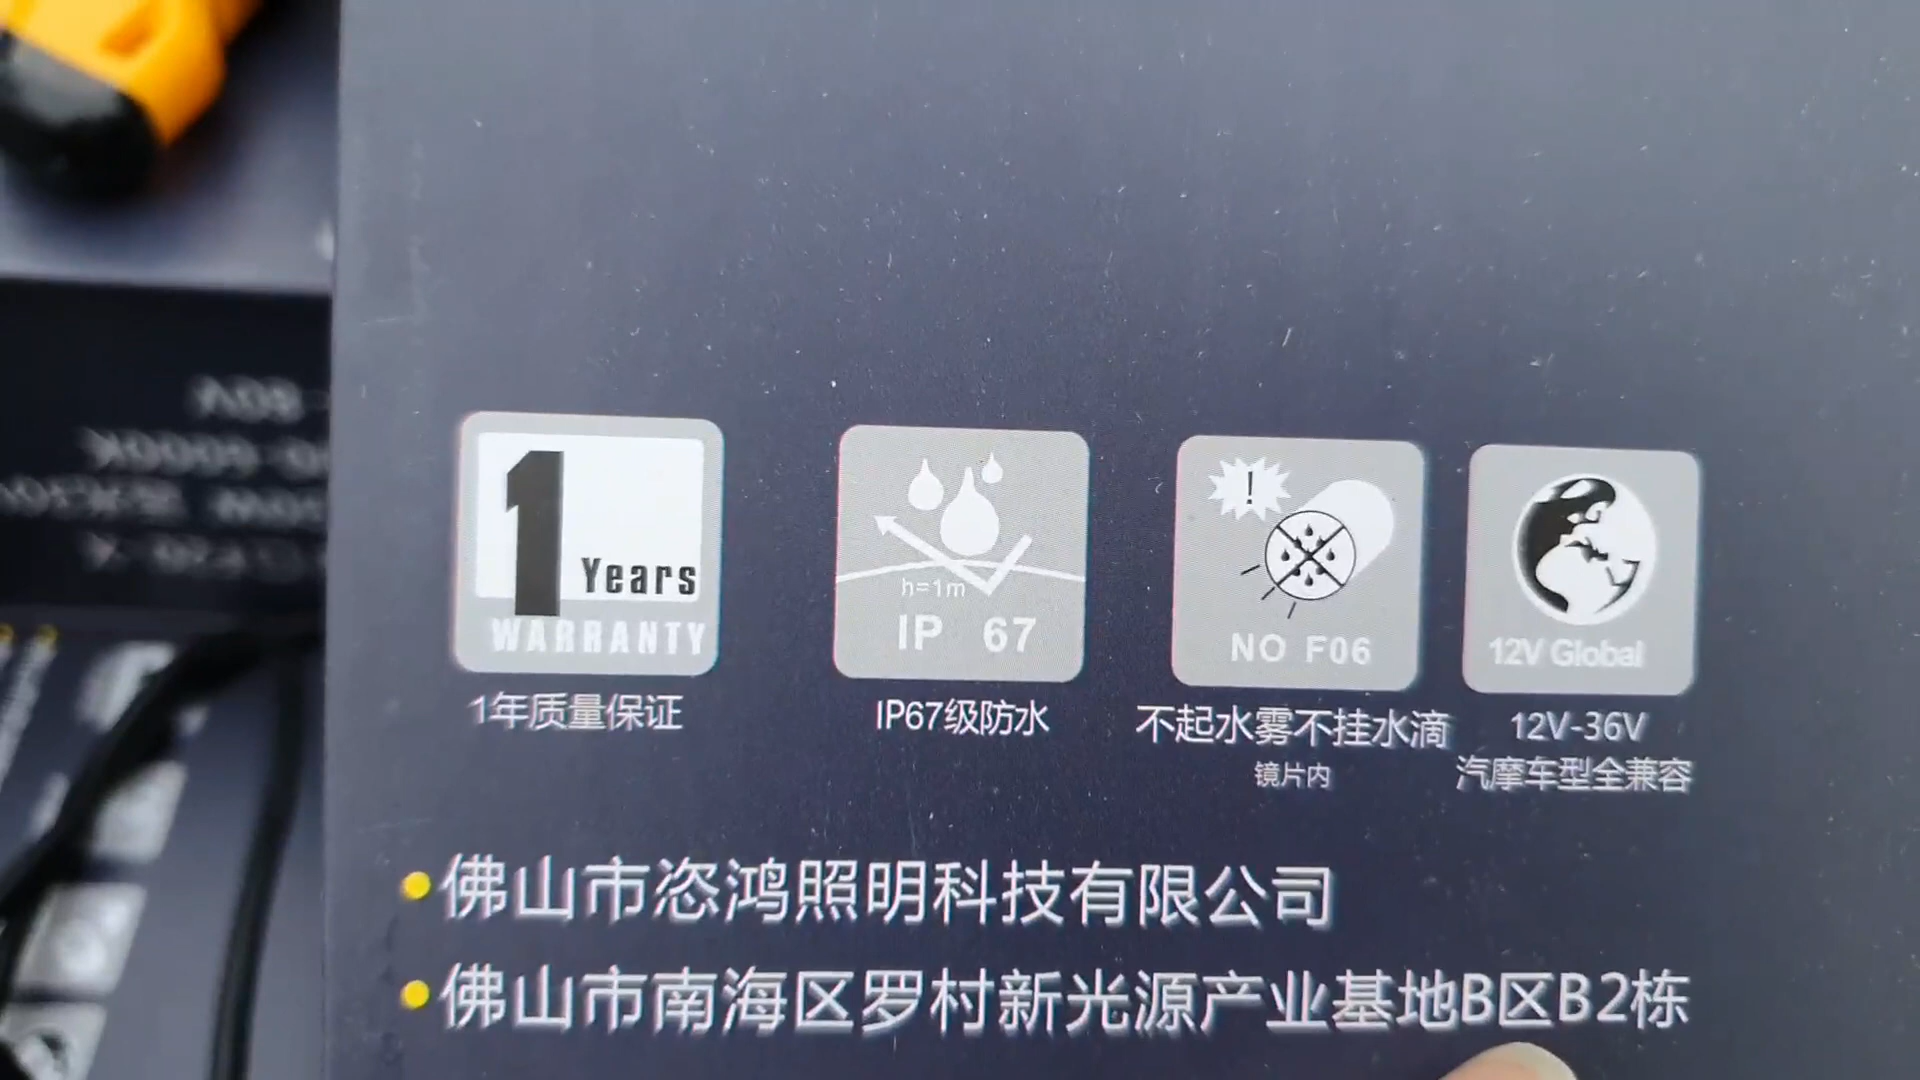 1 Years
WARRANTY
1年质量保证
h=1m
IP 67
IP67级防水
!
NO F06
不起水雾不挂水滴
镜片内
12V Global
12V-36V
汽摩车型全兼容
佛山市恣鸿照明科技有限公司
佛山市南海区罗村新光源产业基地B区B2栋